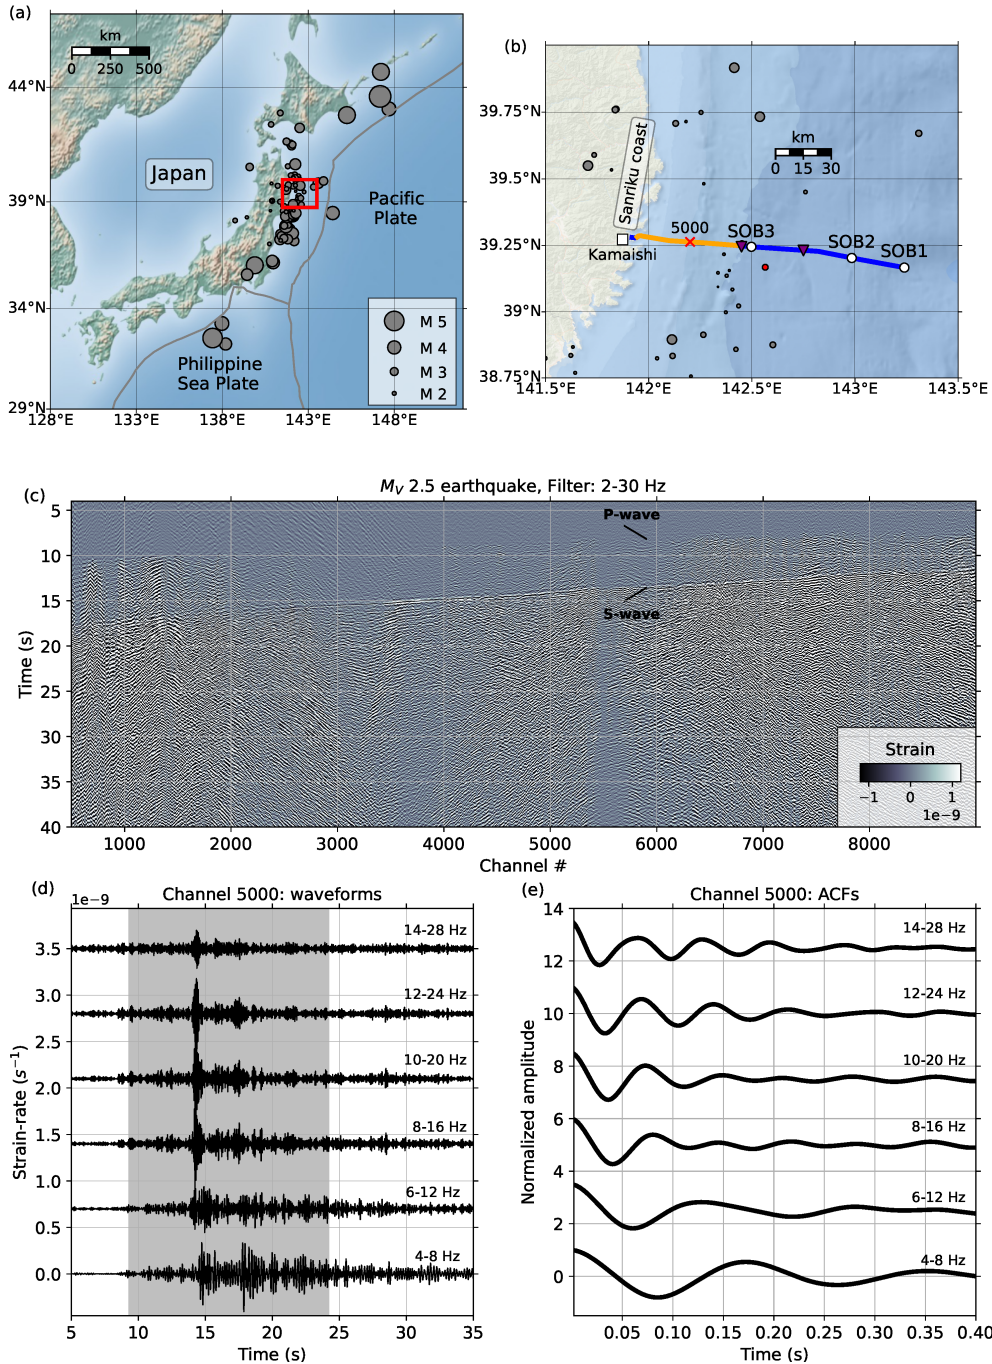 (a)
km
0 250 500
44°N
39°N
34°N
29°N
128°E 133°E 138°E 143°E 148°E
Japan
Pacific
Plate
Philippine
Sea Plate
M 5
M 4
M 3
M 2
(b)
39.75°N
39.5°N
39.25°N
39°N
38.75°N
141.5°E 142°E 142.5°E 143°E 143.5°E
km
0 15 30
Sanriku coast
Kamaishi
5000
SOB3
SOB2
SOB1
(c)
M_V 2.5 earthquake, Filter: 2-30 Hz
P-wave
S-wave
Time (s)
5
10
15
20
25
30
35
40
1000 2000 3000 4000 5000 6000 7000 8000
Channel #
Strain
−1 0 1
1e−9
(d)
1e−9
Channel 5000: waveforms
14-28 Hz
12-24 Hz
10-20 Hz
8-16 Hz
6-12 Hz
4-8 Hz
Strain-rate (s⁻¹)
3.5
3.0
2.5
2.0
1.5
1.0
0.5
0.0
5 10 15 20 25 30 35
Time (s)
(e)
Channel 5000: ACFs
14-28 Hz
12-24 Hz
10-20 Hz
8-16 Hz
6-12 Hz
4-8 Hz
Normalized amplitude
14
12
10
8
6
4
2
0
0.05 0.10 0.15 0.20 0.25 0.30 0.35 0.40
Time (s)